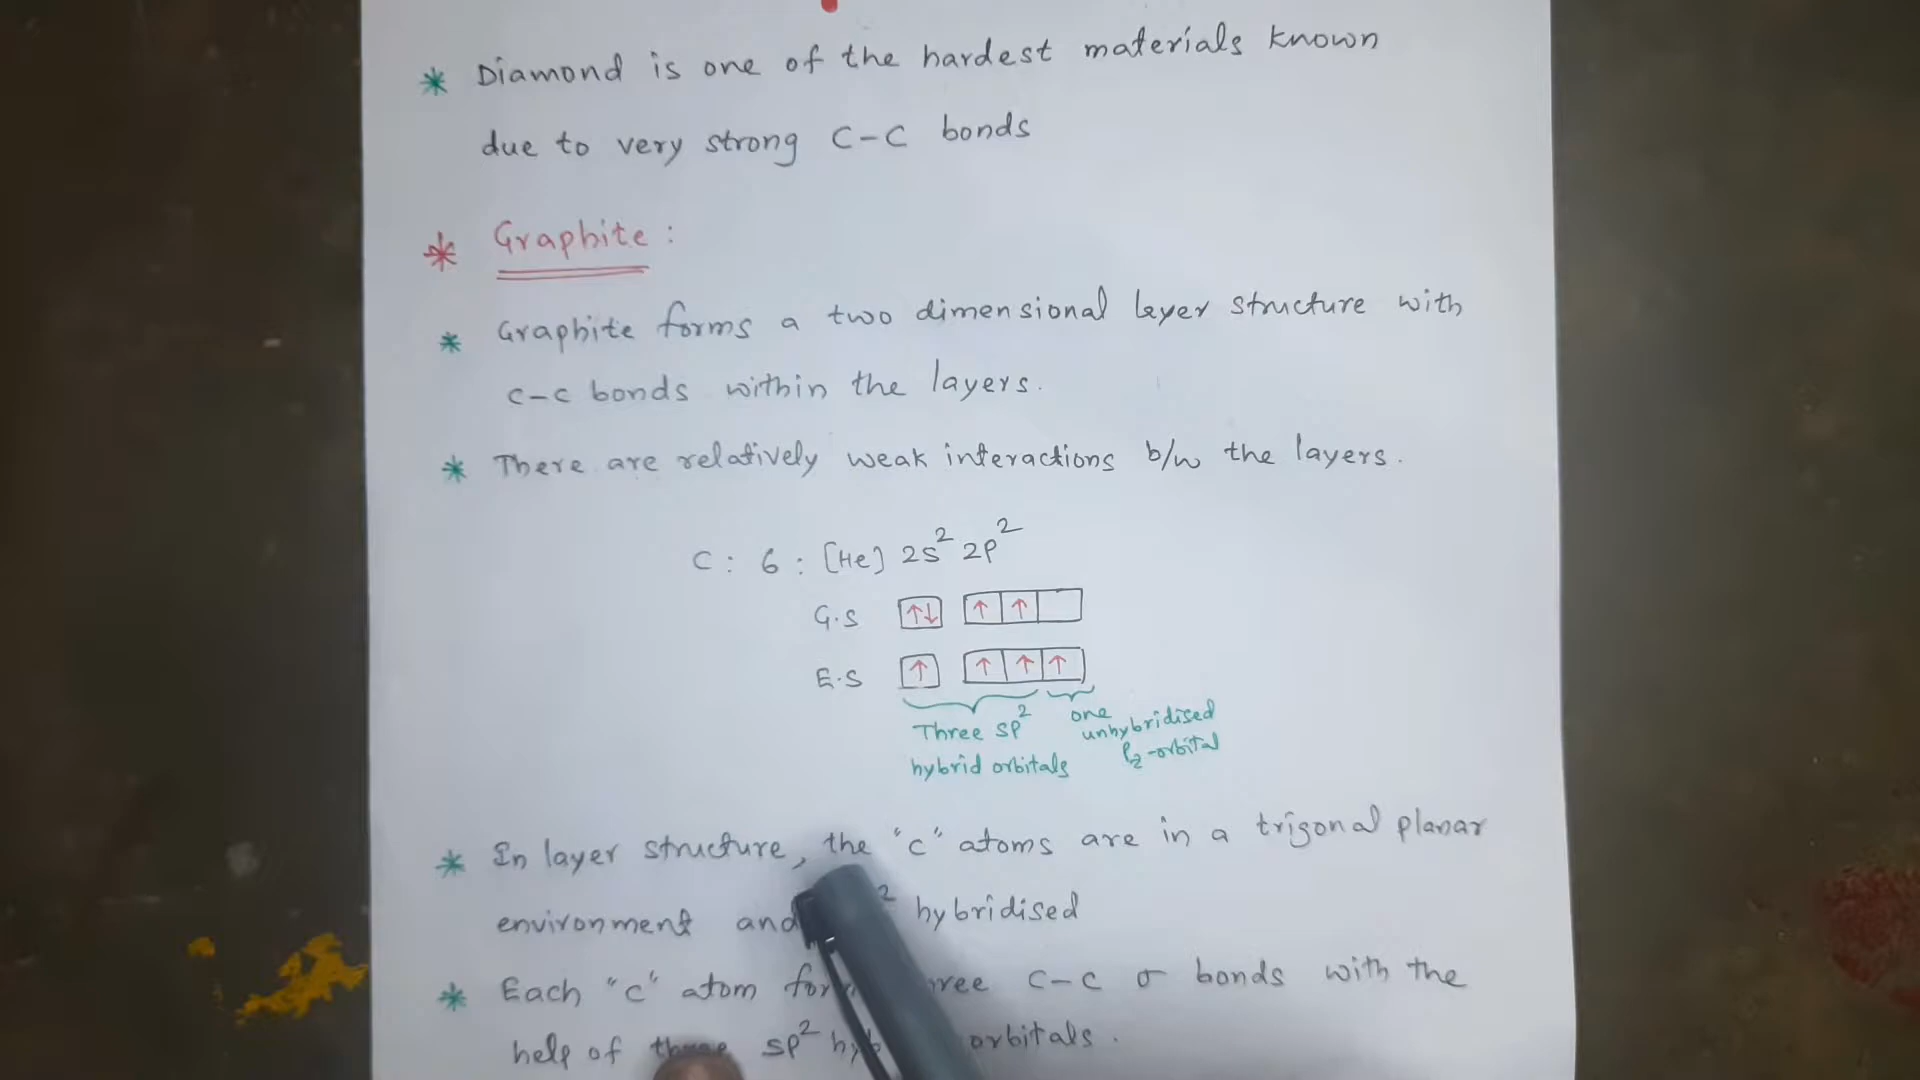 * Diamond is one of the hardest materials known
due to very strong C-C bonds
* Graphite :
* Graphite forms a two dimensional layer structure with
C-C bonds within the layers.
* There are relatively weak interactions b/w the layers.
C : 6 : [He] 2s² 2p²
G.S ↑↓ ↑ ↑
E.S ↑ ↑ ↑ ↑
Three sp²
hybrid orbitals
one
unhybridised
Pz-orbital
* In layer structure, the "c" atoms are in a trigonal planar
environment and ² hybridised
* Each "c" atom C-C σ bonds with the
help of sp² orbitals.